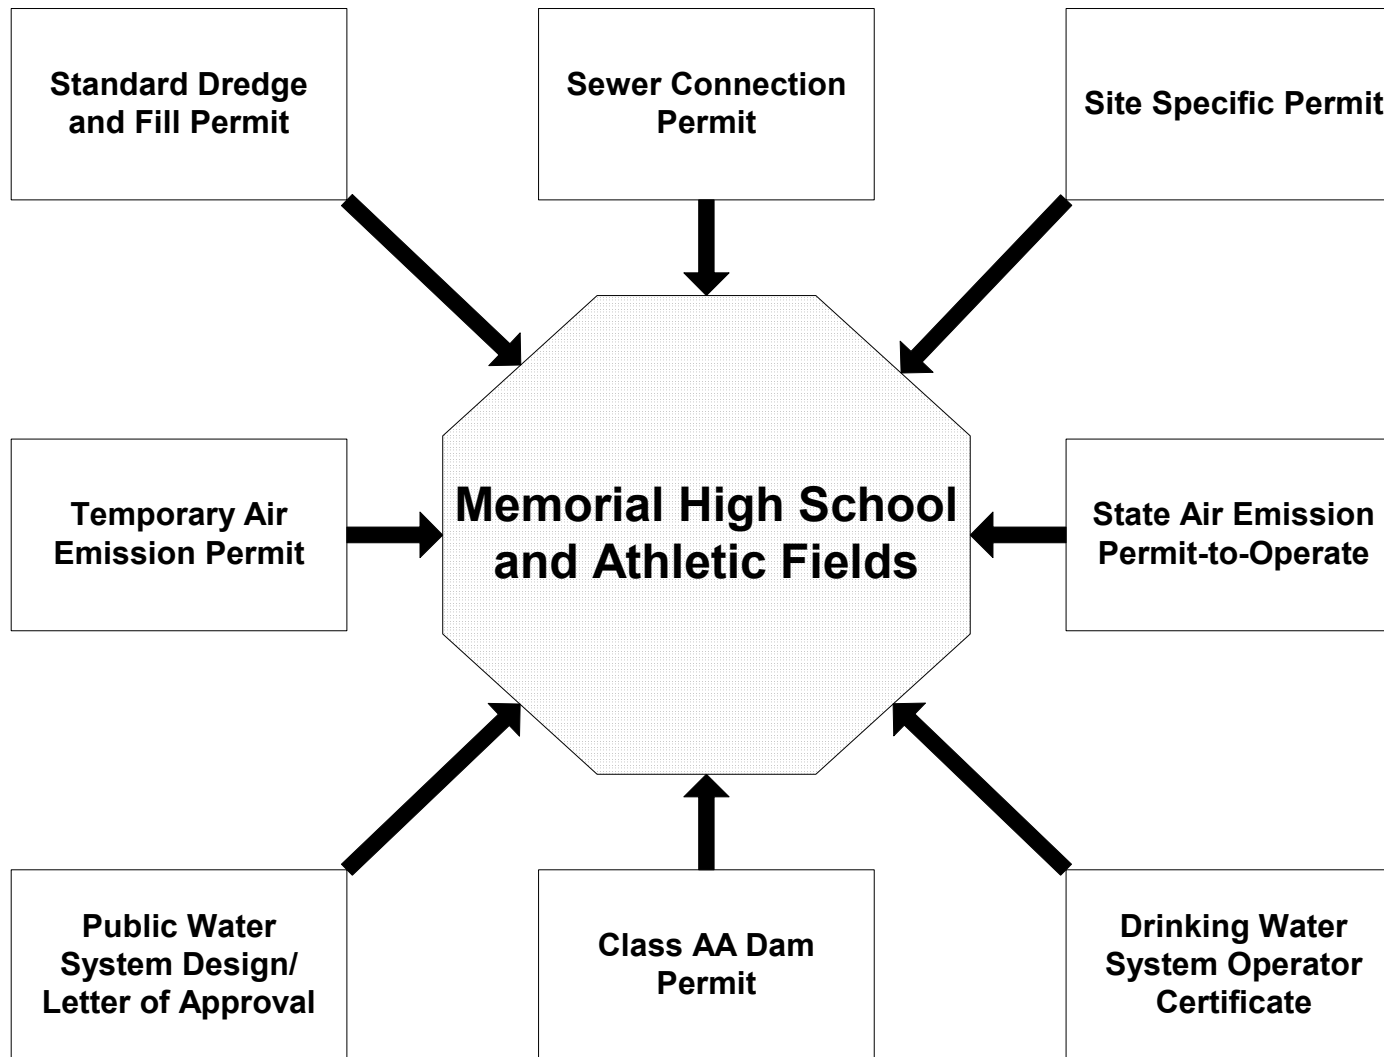 Standard Dredge
and Fill Permit
Sewer Connection
Permit
Site Specific Permit
Temporary Air
Emission Permit
Memorial High School
and Athletic Fields
State Air Emission
Permit-to-Operate
Public Water
System Design/
Letter of Approval
Class AA Dam
Permit
Drinking Water
System Operator
Certificate